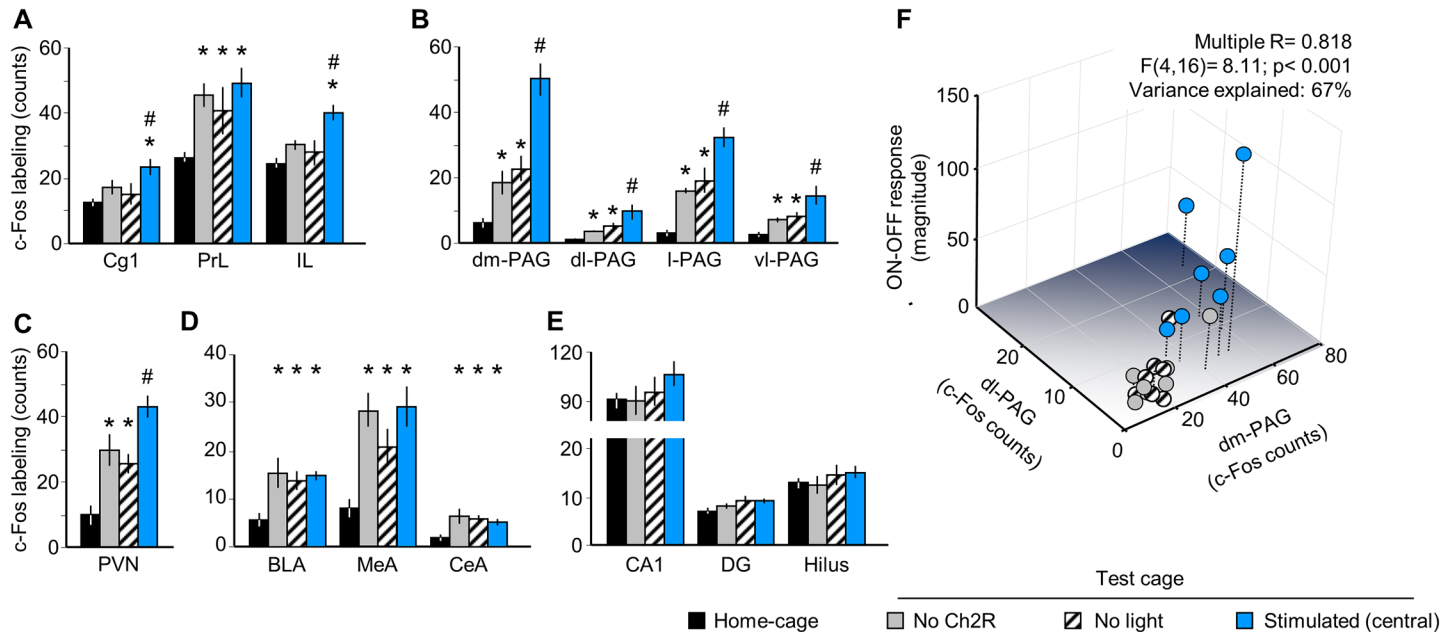 A
c-Fos labeling (counts)
60
40
20
0
* * *
#
*
#
*
Cg1 PrL IL
B
60
40
20
0
* * #
* * #
* * #
* * #
dm-PAG dl-PAG l-PAG vl-PAG
C
c-Fos labeling (counts)
60
40
20
0
* * #
PVN
D
40
30
20
10
0
* * * * * * * * *
BLA MeA CeA
E
120
90
20
10
0
CA1 DG Hilus
F
Multiple R= 0.818
F(4,16)= 8.11; p< 0.001
Variance explained: 67%
ON-OFF response
(magnitude)
150
100
50
0
20
10
0
dl-PAG
(c-Fos counts)
20
40
60
80
dm-PAG
(c-Fos counts)
Test cage
Home-cage No Ch2R No light Stimulated (central)